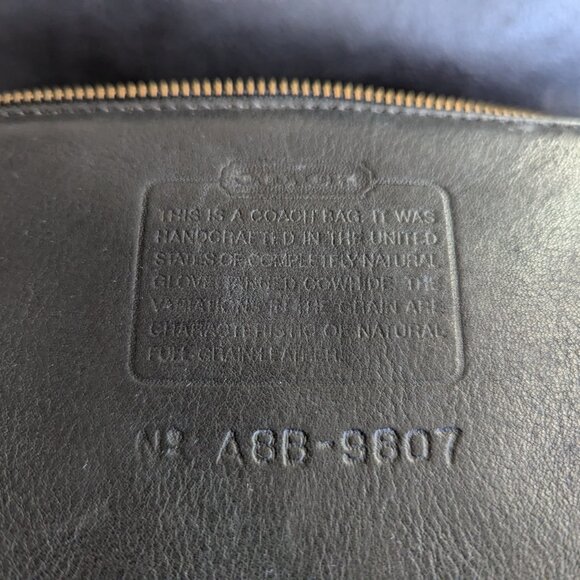 Coach
THIS IS A COACH BAG. IT WAS
HANDCRAFTED IN THE UNITED
STATES OF COMPLETELY NATURAL
GLOVE TANNED COWHIDE. THE
VARIATIONS IN THE GRAIN ARE
CHARACTERISTIC OF NATURAL
FULL GRAIN LEATHER.
No A8B-9807